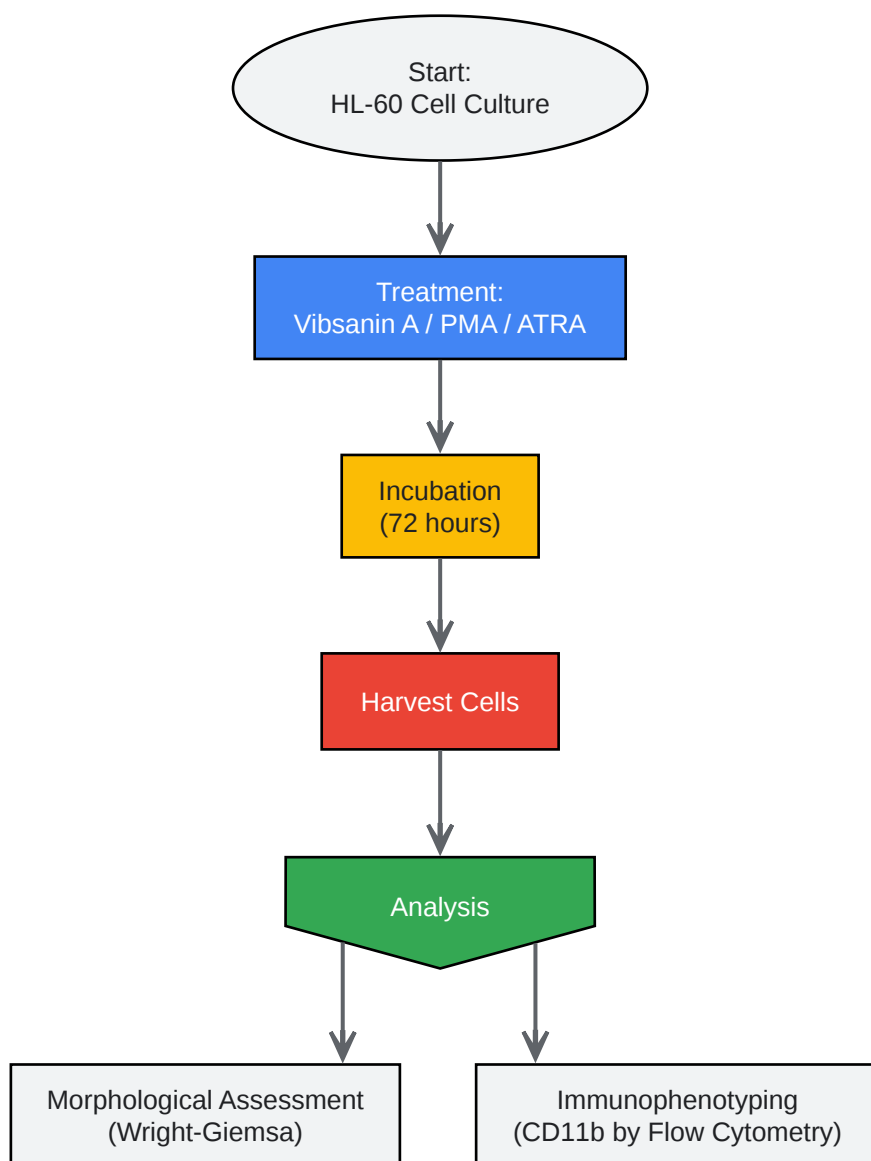 Start:
HL-60 Cell Culture
Treatment:
Vibsanin A / PMA / ATRA
Incubation
(72 hours)
Harvest Cells
Analysis
Morphological Assessment
(Wright-Giemsa)
Immunophenotyping
(CD11b by Flow Cytometry)